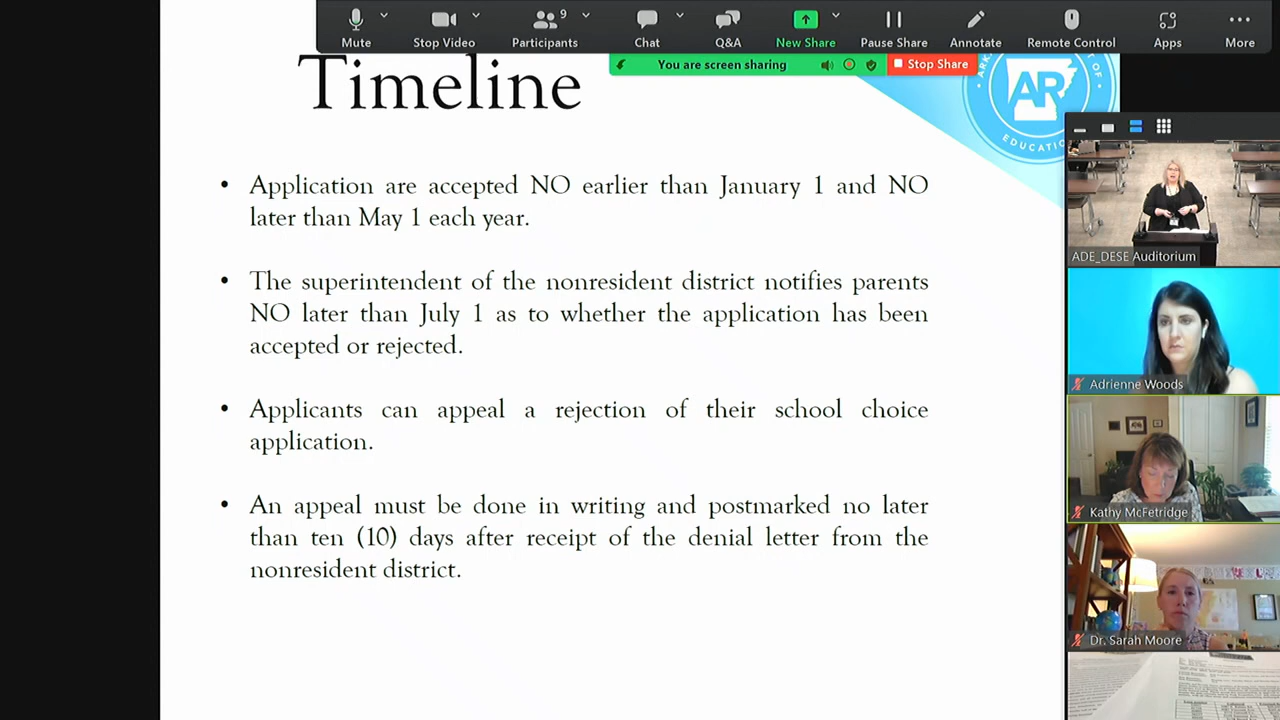 9
Mute
Stop Video
Participants
Chat
Q&A
New Share
Pause Share
Annotate
Remote Control
Apps
More
You are screen sharing
Stop Share
Timeline
AR
EDUCATIO
• Application are accepted NO earlier than January 1 and NO
later than May 1 each year.
• The superintendent of the nonresident district notifies parents
NO later than July 1 as to whether the application has been
accepted or rejected.
• Applicants can appeal a rejection of their school choice
application.
• An appeal must be done in writing and postmarked no later
than ten (10) days after receipt of the denial letter from the
nonresident district.
ADE_DESE Auditorium
Adrienne Woods
Kathy McFetridge
Dr. Sarah Moore